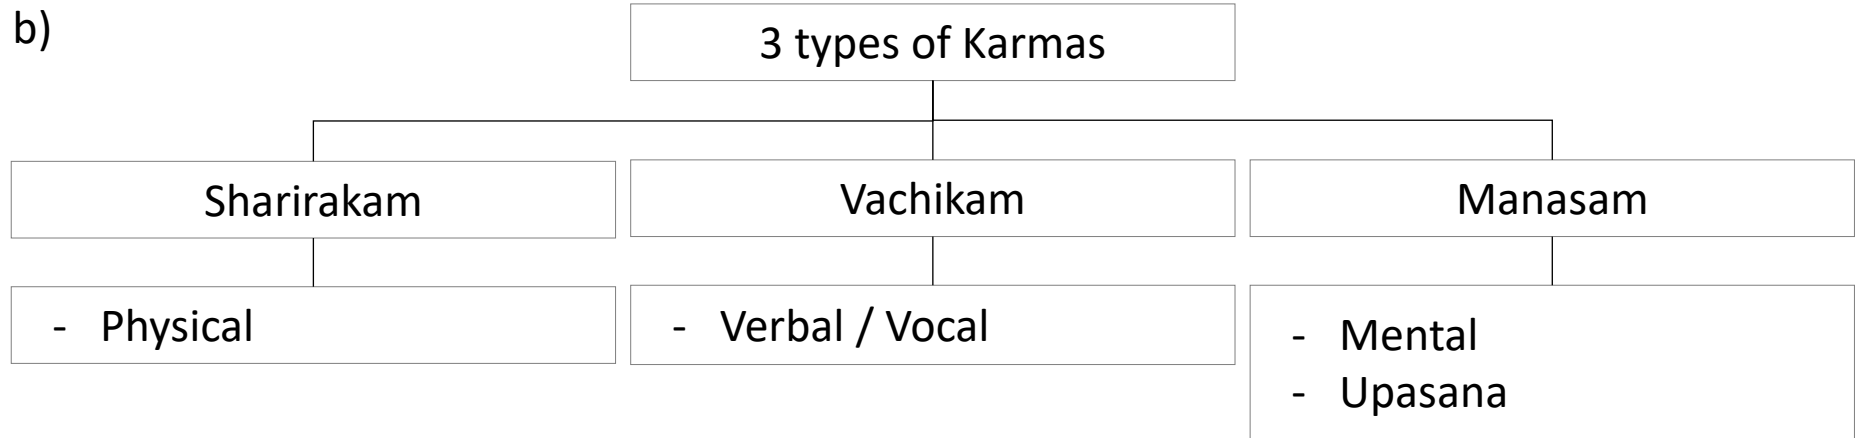 b)
3 types of Karmas
Sharirakam
Vachikam
Manasam
- Physical
- Verbal / Vocal
- Mental
- Upasana